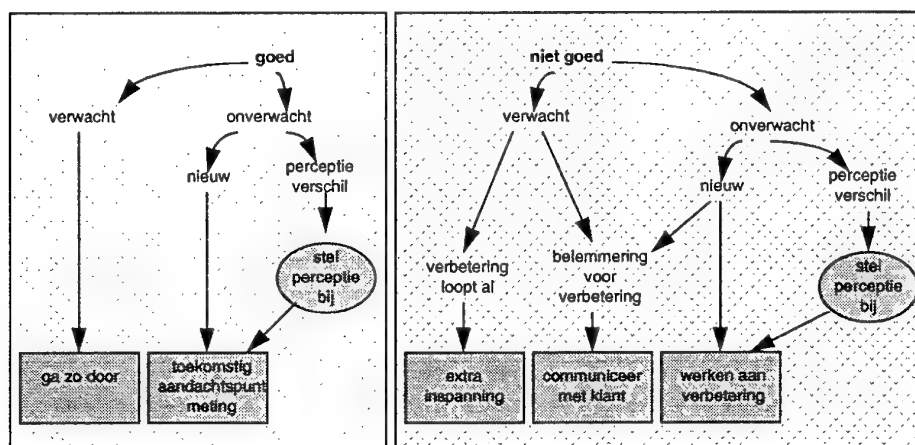 goed
verwacht
onverwacht
nieuw
perceptie
verschil
stel
perceptie
bij
ga zo door
toekomstig
aandachtspunt
meting
niet goed
verwacht
onverwacht
nieuw
perceptie
verschil
verbetering
loopt al
belemmering
voor
verbetering
stel
perceptie
bij
extra
inspanning
communiceer
met klant
werken aan
verbetering